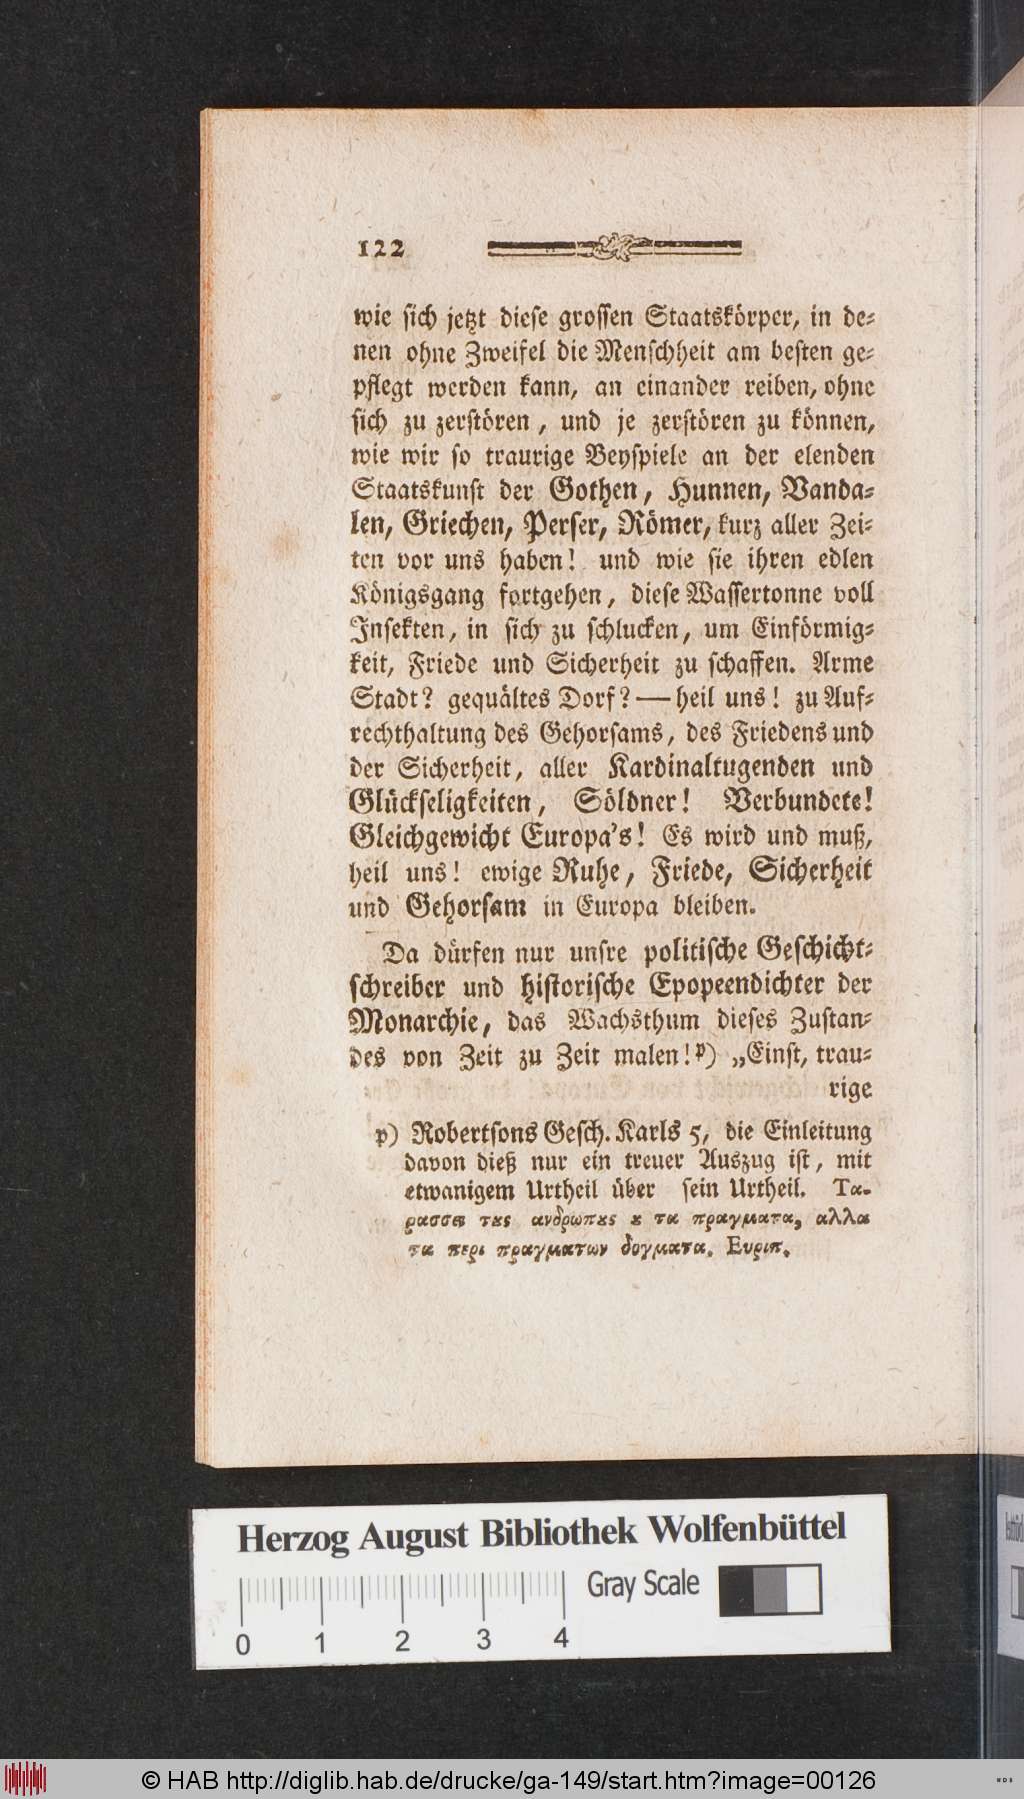 122
wie sich jetzt diese grossen Staatskörper, in de-
nen ohne Zweifel die Menschheit am besten ge-
pflegt werden kann, an einander reiben, ohne
sich zu zerstören, und je zerstören zu können,
wie wir so traurige Beyspiele an der elenden
Staatskunst der Gothen, Hunnen, Vanda-
len, Griechen, Perser, Römer, kurz aller Zei-
ten vor uns haben! und wie sie ihren edlen
Königsgang fortgehen, diese Wassertonne voll
Insekten, in sich zu schlucken, um Einförmig-
keit, Friede und Sicherheit zu schaffen. Arme
Stadt? gequältes Dorf? — heil uns! zu Auf-
rechthaltung des Gehorsams, des Friedens und
der Sicherheit, aller Kardinaltugenden und
Glückseligkeiten, Söldner! Verbundete!
Gleichgewicht Europa's! Es wird und muß,
heil uns! ewige Ruhe, Friede, Sicherheit
und Gehorsam in Europa bleiben.
Da dürfen nur unsre politische Geschicht-
schreiber und historische Epopeendichter der
Monarchie, das Wachsthum dieses Zustan-
des von Zeit zu Zeit malen! p) „Einst, trau-
rige
p) Robertsons Gesch. Karls 5, die Einleitung
davon dieß nur ein treuer Auszug ist, mit
etwanigem Urtheil über sein Urtheil. Τα-
ρασσει τȣς ανθρωπȣς ȣ τα πραγματα, αλλα
τα περι πραγματων δογματα. Ευριπ.
Herzog August Bibliothek Wolfenbüttel
Gray Scale
0 1 2 3 4
© HAB http://diglib.hab.de/drucke/ga-149/start.htm?image=00126